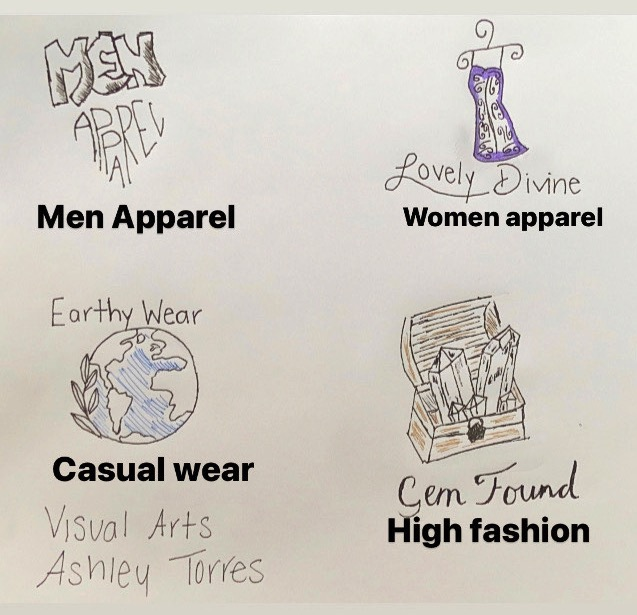 MEN
APPAREL
Men Apparel
Lovely Divine
Women apparel
Earthy Wear
Casual wear
Gem Found
High fashion
Visual Arts
Ashley Torres